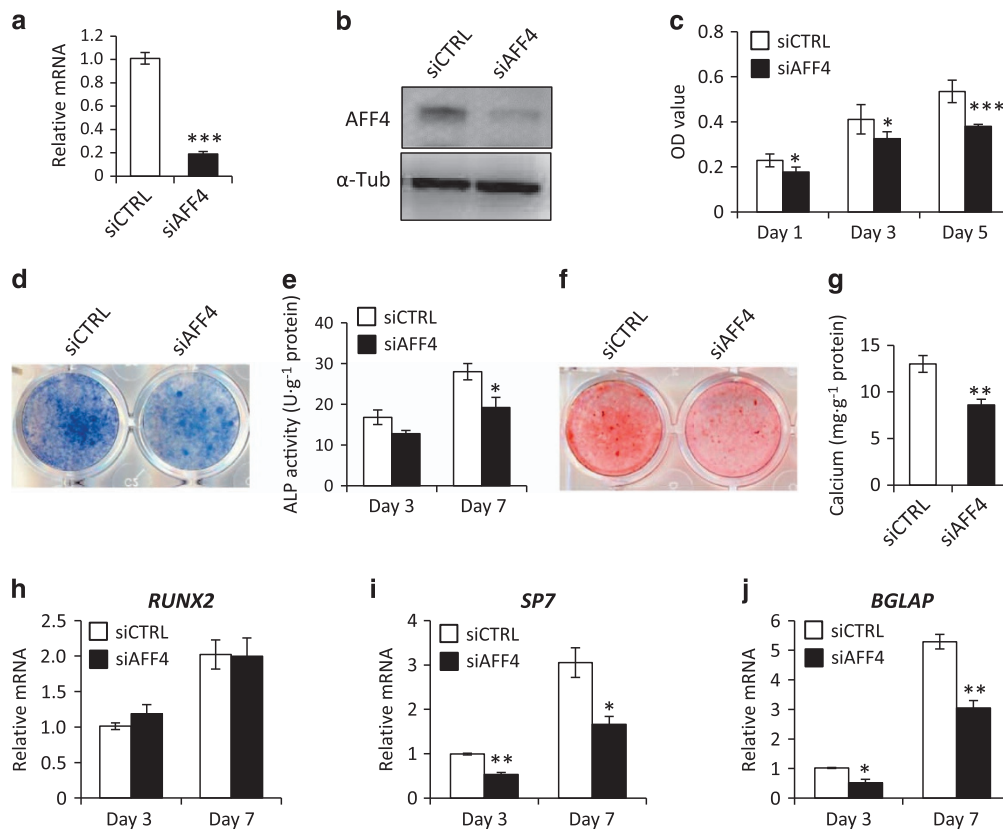 a
Relative mRNA
1.2
1.0
0.8
0.6
0.4
0.2
0
***
siCTRL
siAFF4
b
siCTRL
siAFF4
AFF4
α-Tub
c
siCTRL
siAFF4
OD value
0.8
0.6
0.4
0.2
0
*
*
***
Day 1
Day 3
Day 5
d
siCTRL
siAFF4
e
siCTRL
siAFF4
ALP activity (U·g⁻¹ protein)
40
30
20
10
0
*
Day 3
Day 7
f
siCTRL
siAFF4
g
Calcium (mg·g⁻¹ protein)
15
12
9
6
3
0
**
siCTRL
siAFF4
h
RUNX2
siCTRL
siAFF4
Relative mRNA
2.5
2.0
1.5
1.0
0.5
0
Day 3
Day 7
i
SP7
siCTRL
siAFF4
Relative mRNA
4
3
2
1
0
**
*
Day 3
Day 7
j
BGLAP
siCTRL
siAFF4
Relative mRNA
6
5
4
3
2
1
0
*
**
Day 3
Day 7